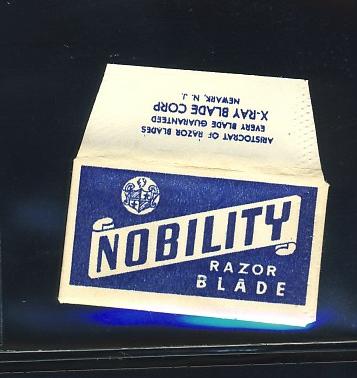 ARISTOCRAT OF RAZOR BLADES
EVERY BLADE GUARANTEED
X-RAY BLADE CORP
NEWARK, N. J.
NOBILITY
RAZOR
BLADE